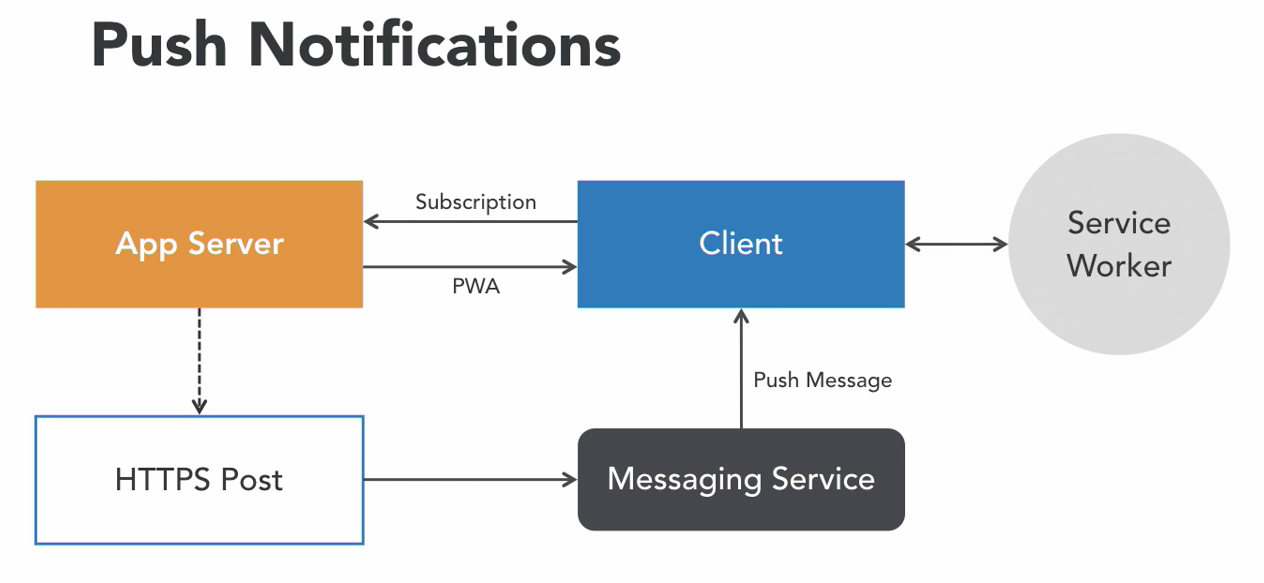 Push Notifications
Subscription
App Server
Client
Service
Worker
PWA
Push Message
HTTPS Post
Messaging Service